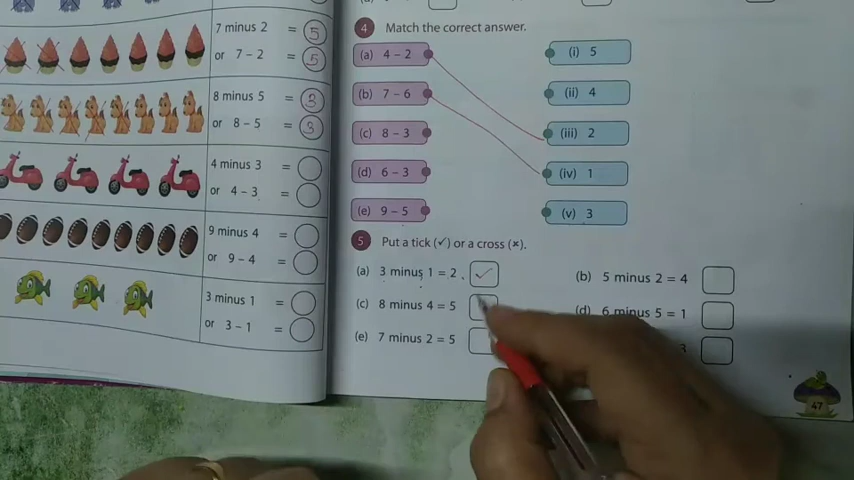 7 minus 2 = 5
or 7 – 2 = 5
8 minus 5 = 3
or 8 – 5 = 3
4 minus 3 =
or 4 – 3 =
9 minus 4 =
or 9 – 4 =
3 minus 1 =
or 3 – 1 =
4 Match the correct answer.
(a) 4 – 2 (i) 5
(b) 7 – 6 (ii) 4
(c) 8 – 3 (iii) 2
(d) 6 – 3 (iv) 1
(e) 9 – 5 (v) 3
5 Put a tick (✓) or a cross (×).
(a) 3 minus 1 = 2 ✓ (b) 5 minus 2 = 4
(c) 8 minus 4 = 5 (d) 6 minus 5 = 1
(e) 7 minus 2 = 5 3
47